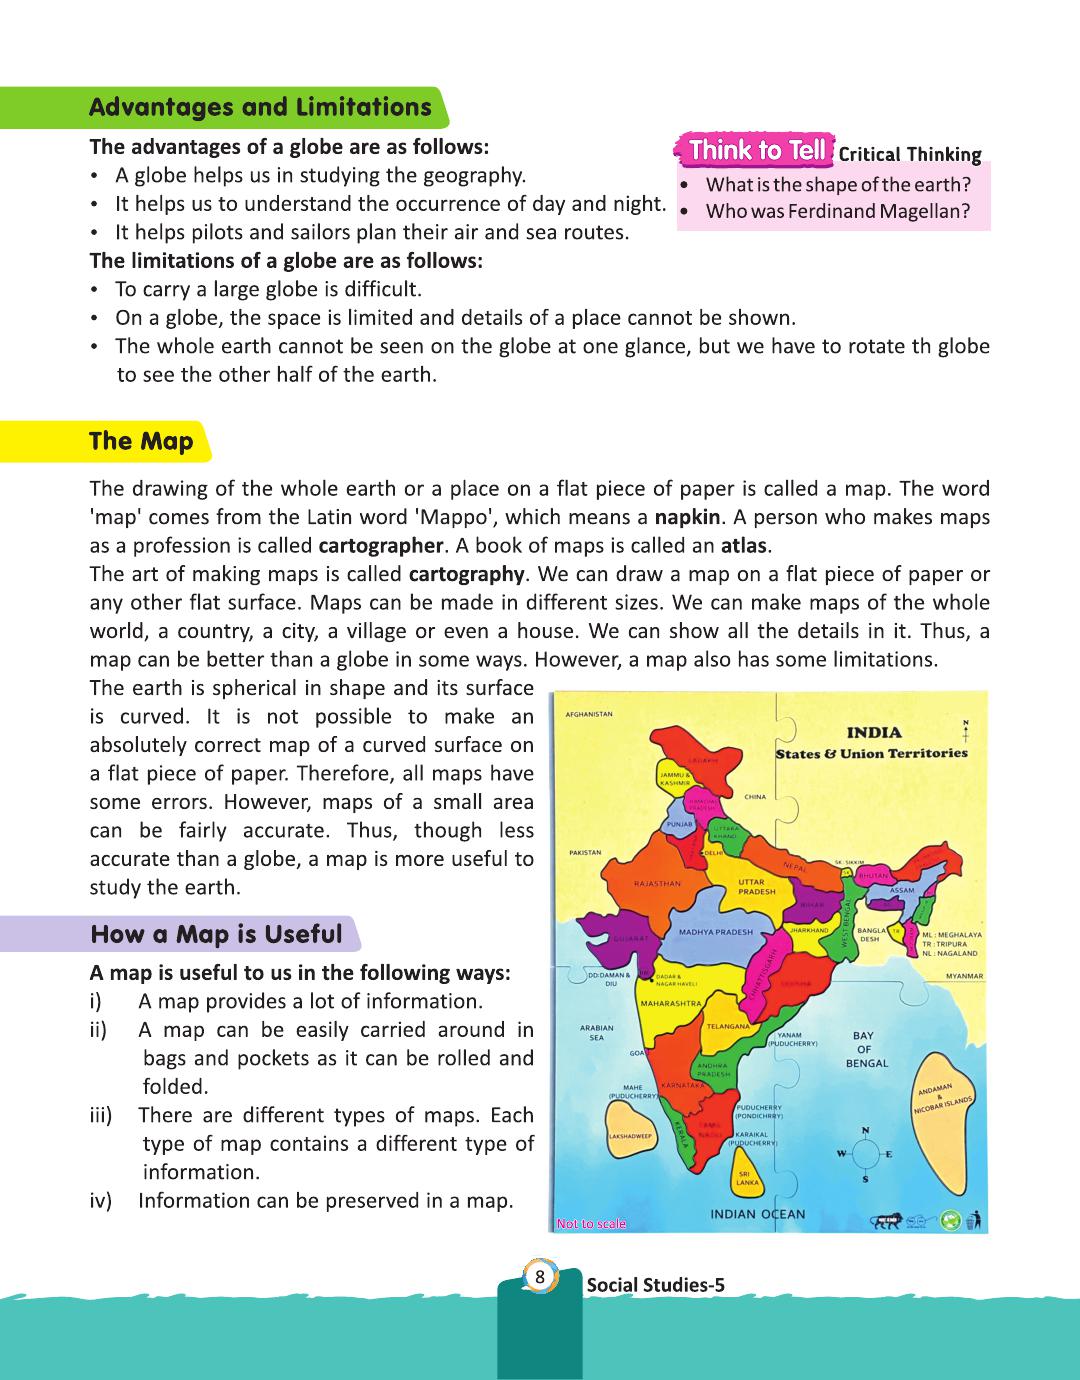 Advantages and Limitations
The advantages of a globe are as follows:
• A globe helps us in studying the geography.
• It helps us to understand the occurrence of day and night.
• It helps pilots and sailors plan their air and sea routes.
Think to Tell Critical Thinking
• What is the shape of the earth?
• Who was Ferdinand Magellan?
The limitations of a globe are as follows:
• To carry a large globe is difficult.
• On a globe, the space is limited and details of a place cannot be shown.
• The whole earth cannot be seen on the globe at one glance, but we have to rotate th globe
to see the other half of the earth.
The Map
The drawing of the whole earth or a place on a flat piece of paper is called a map. The word
'map' comes from the Latin word 'Mappo', which means a napkin. A person who makes maps
as a profession is called cartographer. A book of maps is called an atlas.
The art of making maps is called cartography. We can draw a map on a flat piece of paper or
any other flat surface. Maps can be made in different sizes. We can make maps of the whole
world, a country, a city, a village or even a house. We can show all the details in it. Thus, a
map can be better than a globe in some ways. However, a map also has some limitations.
The earth is spherical in shape and its surface
is curved. It is not possible to make an
absolutely correct map of a curved surface on
a flat piece of paper. Therefore, all maps have
some errors. However, maps of a small area
can be fairly accurate. Thus, though less
accurate than a globe, a map is more useful to
study the earth.
How a Map is Useful
A map is useful to us in the following ways:
i) A map provides a lot of information.
ii) A map can be easily carried around in
bags and pockets as it can be rolled and
folded.
iii) There are different types of maps. Each
type of map contains a different type of
information.
iv) Information can be preserved in a map.
AFGHANISTAN
INDIA
States & Union Territories
N
LADAKH
JAMMU &
KASHMIR
CHINA
HIMACHAL
PRADESH
PUNJAB
UTTARA
KHAND
PAKISTAN
DELHI
NEPAL
SK: SIKKIM
SK
BHUTAN
RAJASTHAN
UTTAR
PRADESH
ASSAM
BIHAR
WEST BENGAL
GUJARAT
MADHYA PRADESH
JHARKHAND
BANGLA
DESH
TR
ML : MEGHALAYA
TR : TRIPURA
NL : NAGALAND
CHHATTISGARH
DD:DAMAN &
DIU
DADAR &
NAGAR HAVELI
MYANMAR
MAHARASHTRA
ARABIAN
SEA
TELANGANA
YANAM
(PUDUCHERRY)
BAY
OF
BENGAL
GOA
ANDHRA
PRADESH
KARNATAKA
MAHE
(PUDUCHERRY)
ANDAMAN
&
NICOBAR ISLANDS
PUDUCHERRY
(PONDICHRRY)
LAKSHADWEEP
KERALA
TAMIL
NADU
KARAIKAL
(PUDUCHERRY)
N
W E
S
SRI
LANKA
INDIAN OCEAN
Not to scale
8
Social Studies-5